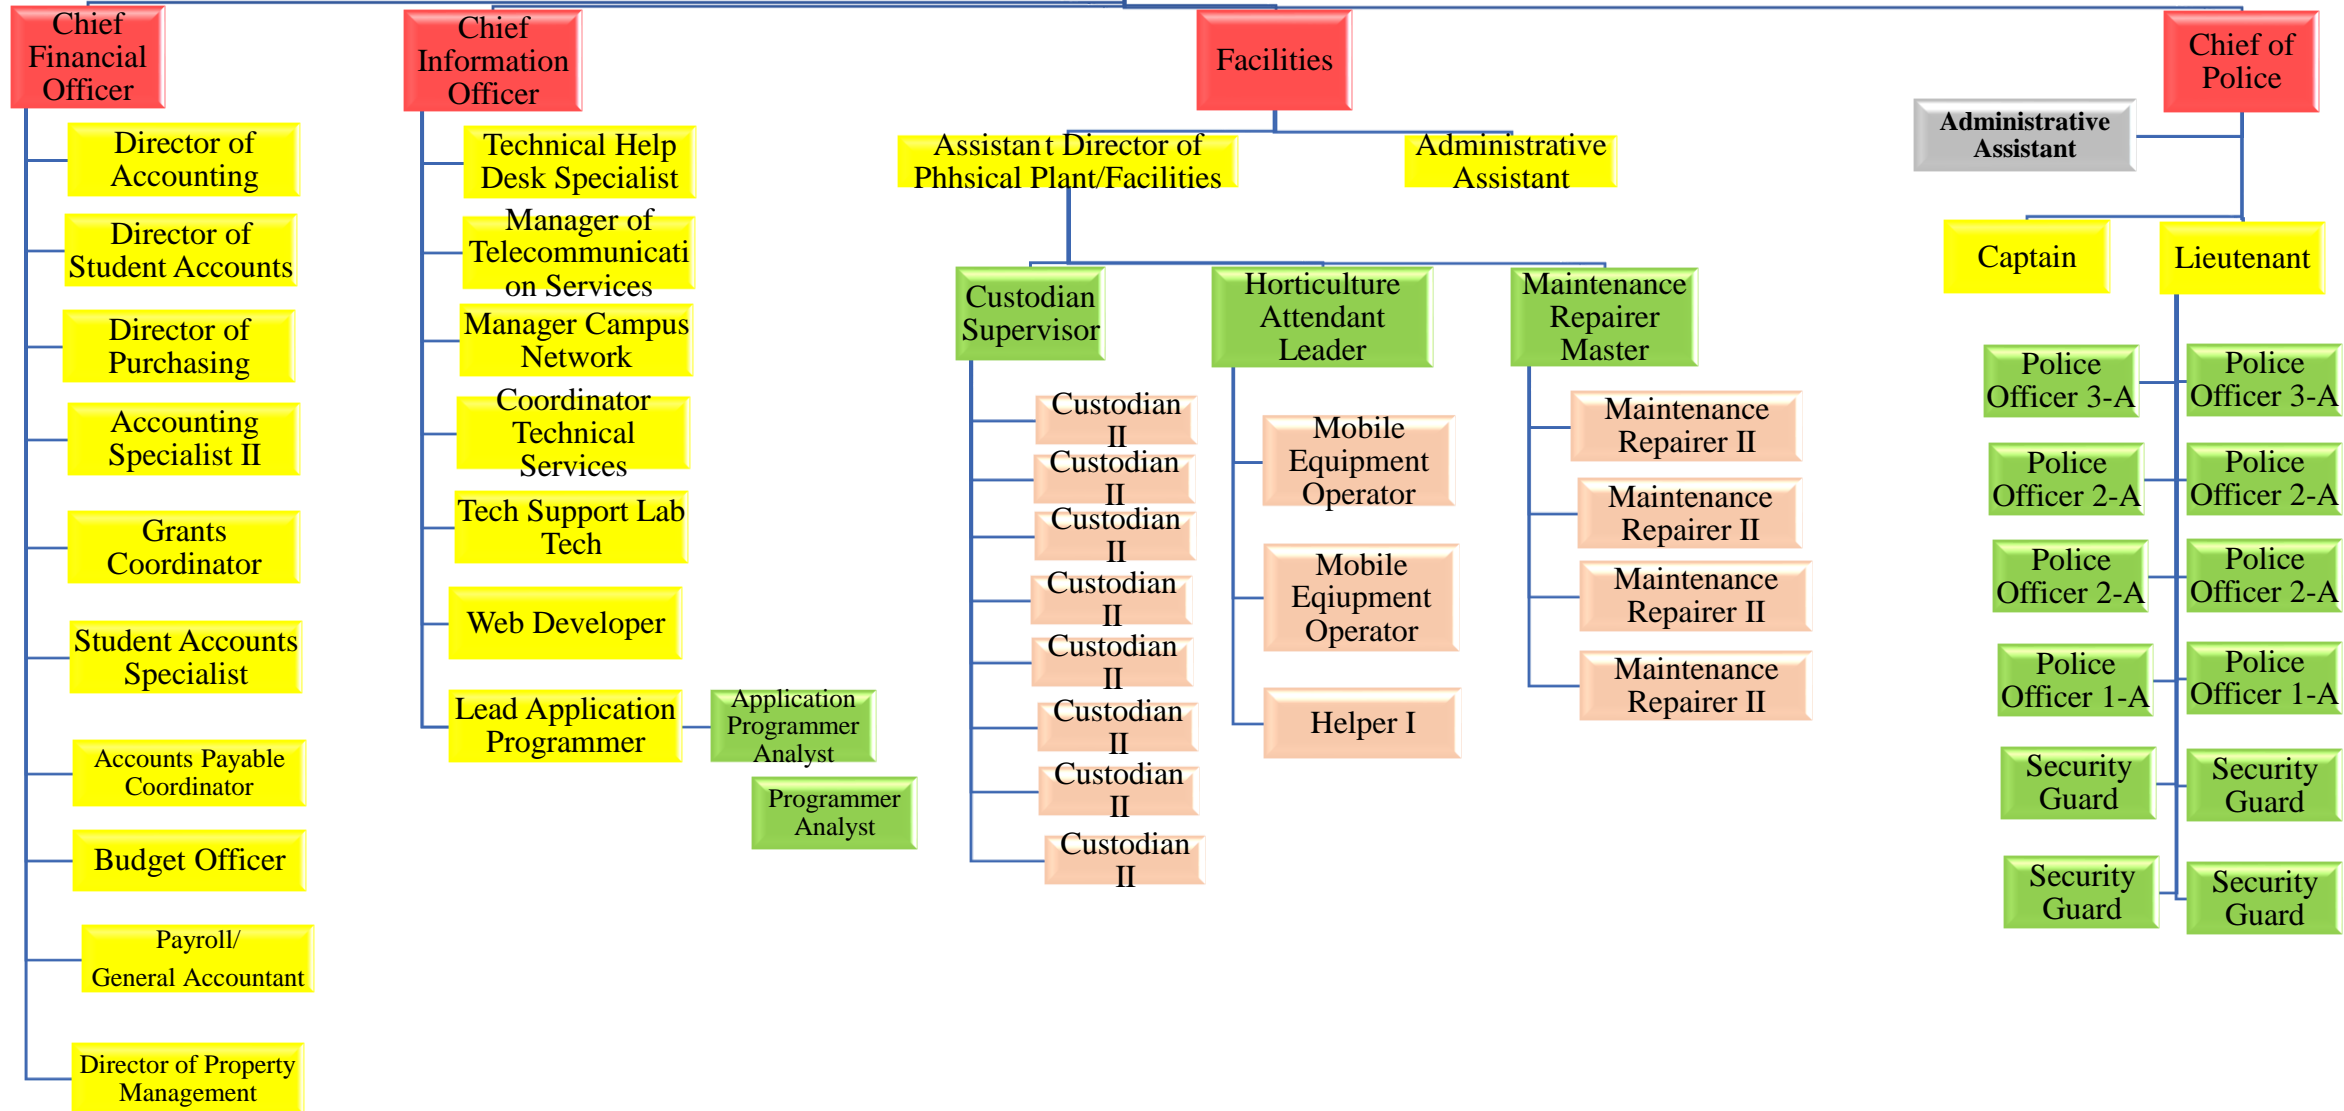 Chief
Financial
Officer
Director of
Accounting
Director of
Student Accounts
Director of
Purchasing
Accounting
Specialist II
Grants
Coordinator
Student Accounts
Specialist
Accounts Payable
Coordinator
Budget Officer
Payroll/
General Accountant
Director of Property
Management
Chief
Information
Officer
Technical Help
Desk Specialist
Manager of
Telecommunicati
on Services
Manager Campus
Network
Coordinator
Technical
Services
Tech Support Lab
Tech
Web Developer
Lead Application
Programmer
Application
Programmer
Analyst
Programmer
Analyst
Facilities
Assistant Director of
Phhsical Plant/Facilities
Administrative
Assistant
Custodian
Supervisor
Custodian
II
Custodian
II
Custodian
II
Custodian
II
Custodian
II
Custodian
II
Custodian
II
Custodian
II
Horticulture
Attendant
Leader
Mobile
Equipment
Operator
Mobile
Eqiupment
Operator
Helper I
Maintenance
Repairer
Master
Maintenance
Repairer II
Maintenance
Repairer II
Maintenance
Repairer II
Maintenance
Repairer II
Chief of
Police
Administrative
Assistant
Captain
Lieutenant
Police
Officer 3-A
Police
Officer 3-A
Police
Officer 2-A
Police
Officer 2-A
Police
Officer 2-A
Police
Officer 2-A
Police
Officer 1-A
Police
Officer 1-A
Security
Guard
Security
Guard
Security
Guard
Security
Guard